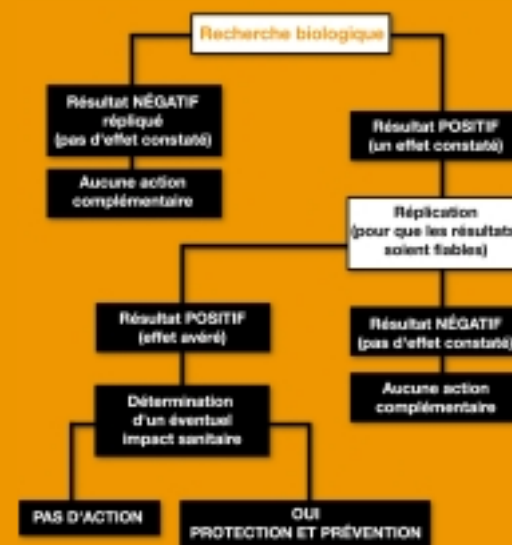 Recherche biologique
Résultat NÉGATIF
répliqué
(pas d'effet constaté)
Aucune action
complémentaire
Résultat POSITIF
(un effet constaté)
Réplication
(pour que les résultats
soient fiables)
Résultat POSITIF
(effet avéré)
Résultat NÉGATIF
(pas d'effet constaté)
Détermination
d'un éventuel
impact sanitaire
Aucune action
complémentaire
PAS D'ACTION
OUI
PROTECTION ET PRÉVENTION